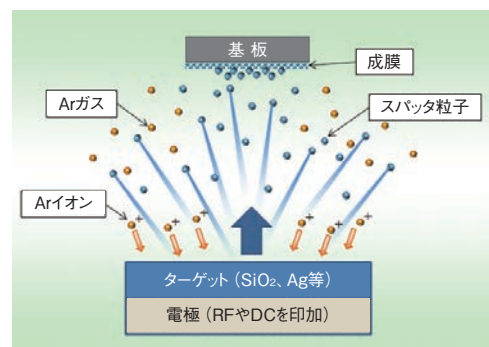 基板
成膜
Arガス
スパッタ粒子
Arイオン
+
+
+
+
+
+
ターゲット（SiO₂、Ag等）
電極（RFやDCを印加）